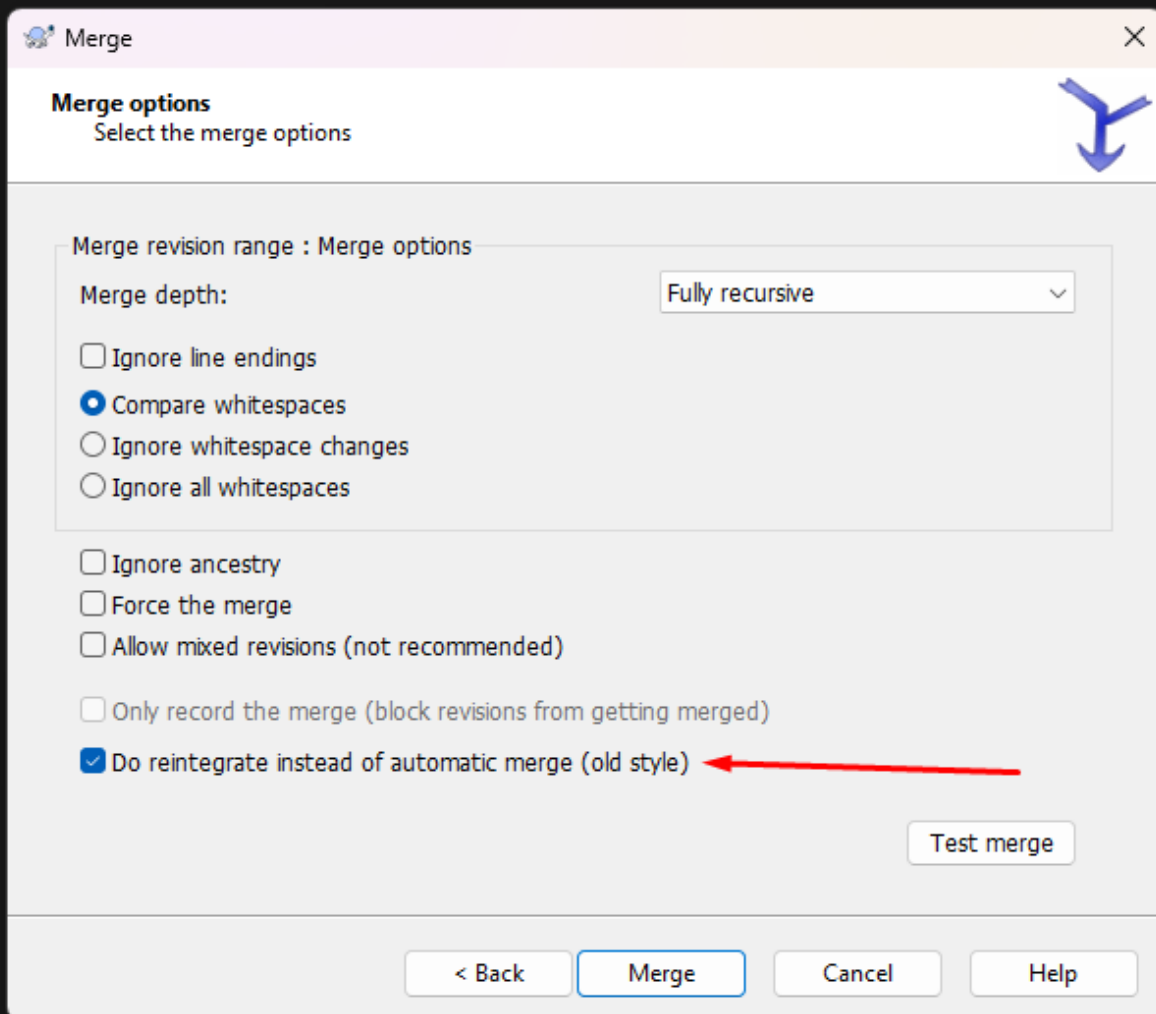 Merge
Merge options
Select the merge options
Merge revision range : Merge options
Merge depth:
Fully recursive
Ignore line endings
Compare whitespaces
Ignore whitespace changes
Ignore all whitespaces
Ignore ancestry
Force the merge
Allow mixed revisions (not recommended)
Only record the merge (block revisions from getting merged)
Do reintegrate instead of automatic merge (old style)
Test merge
< Back
Merge
Cancel
Help